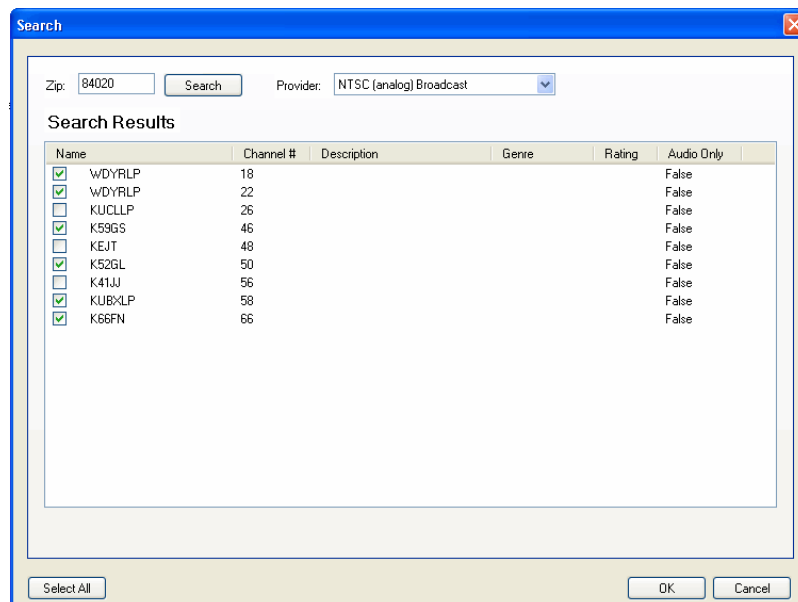 Search
Zip: 84020 Search Provider: NTSC (analog) Broadcast
Search Results
Name Channel # Description Genre Rating Audio Only
WDYRLP 18 False
WDYRLP 22 False
KUCLLP 26 False
K59GS 46 False
KEJT 48 False
K52GL 50 False
K41JJ 56 False
KUBXLP 58 False
K66FN 66 False
Select All OK Cancel